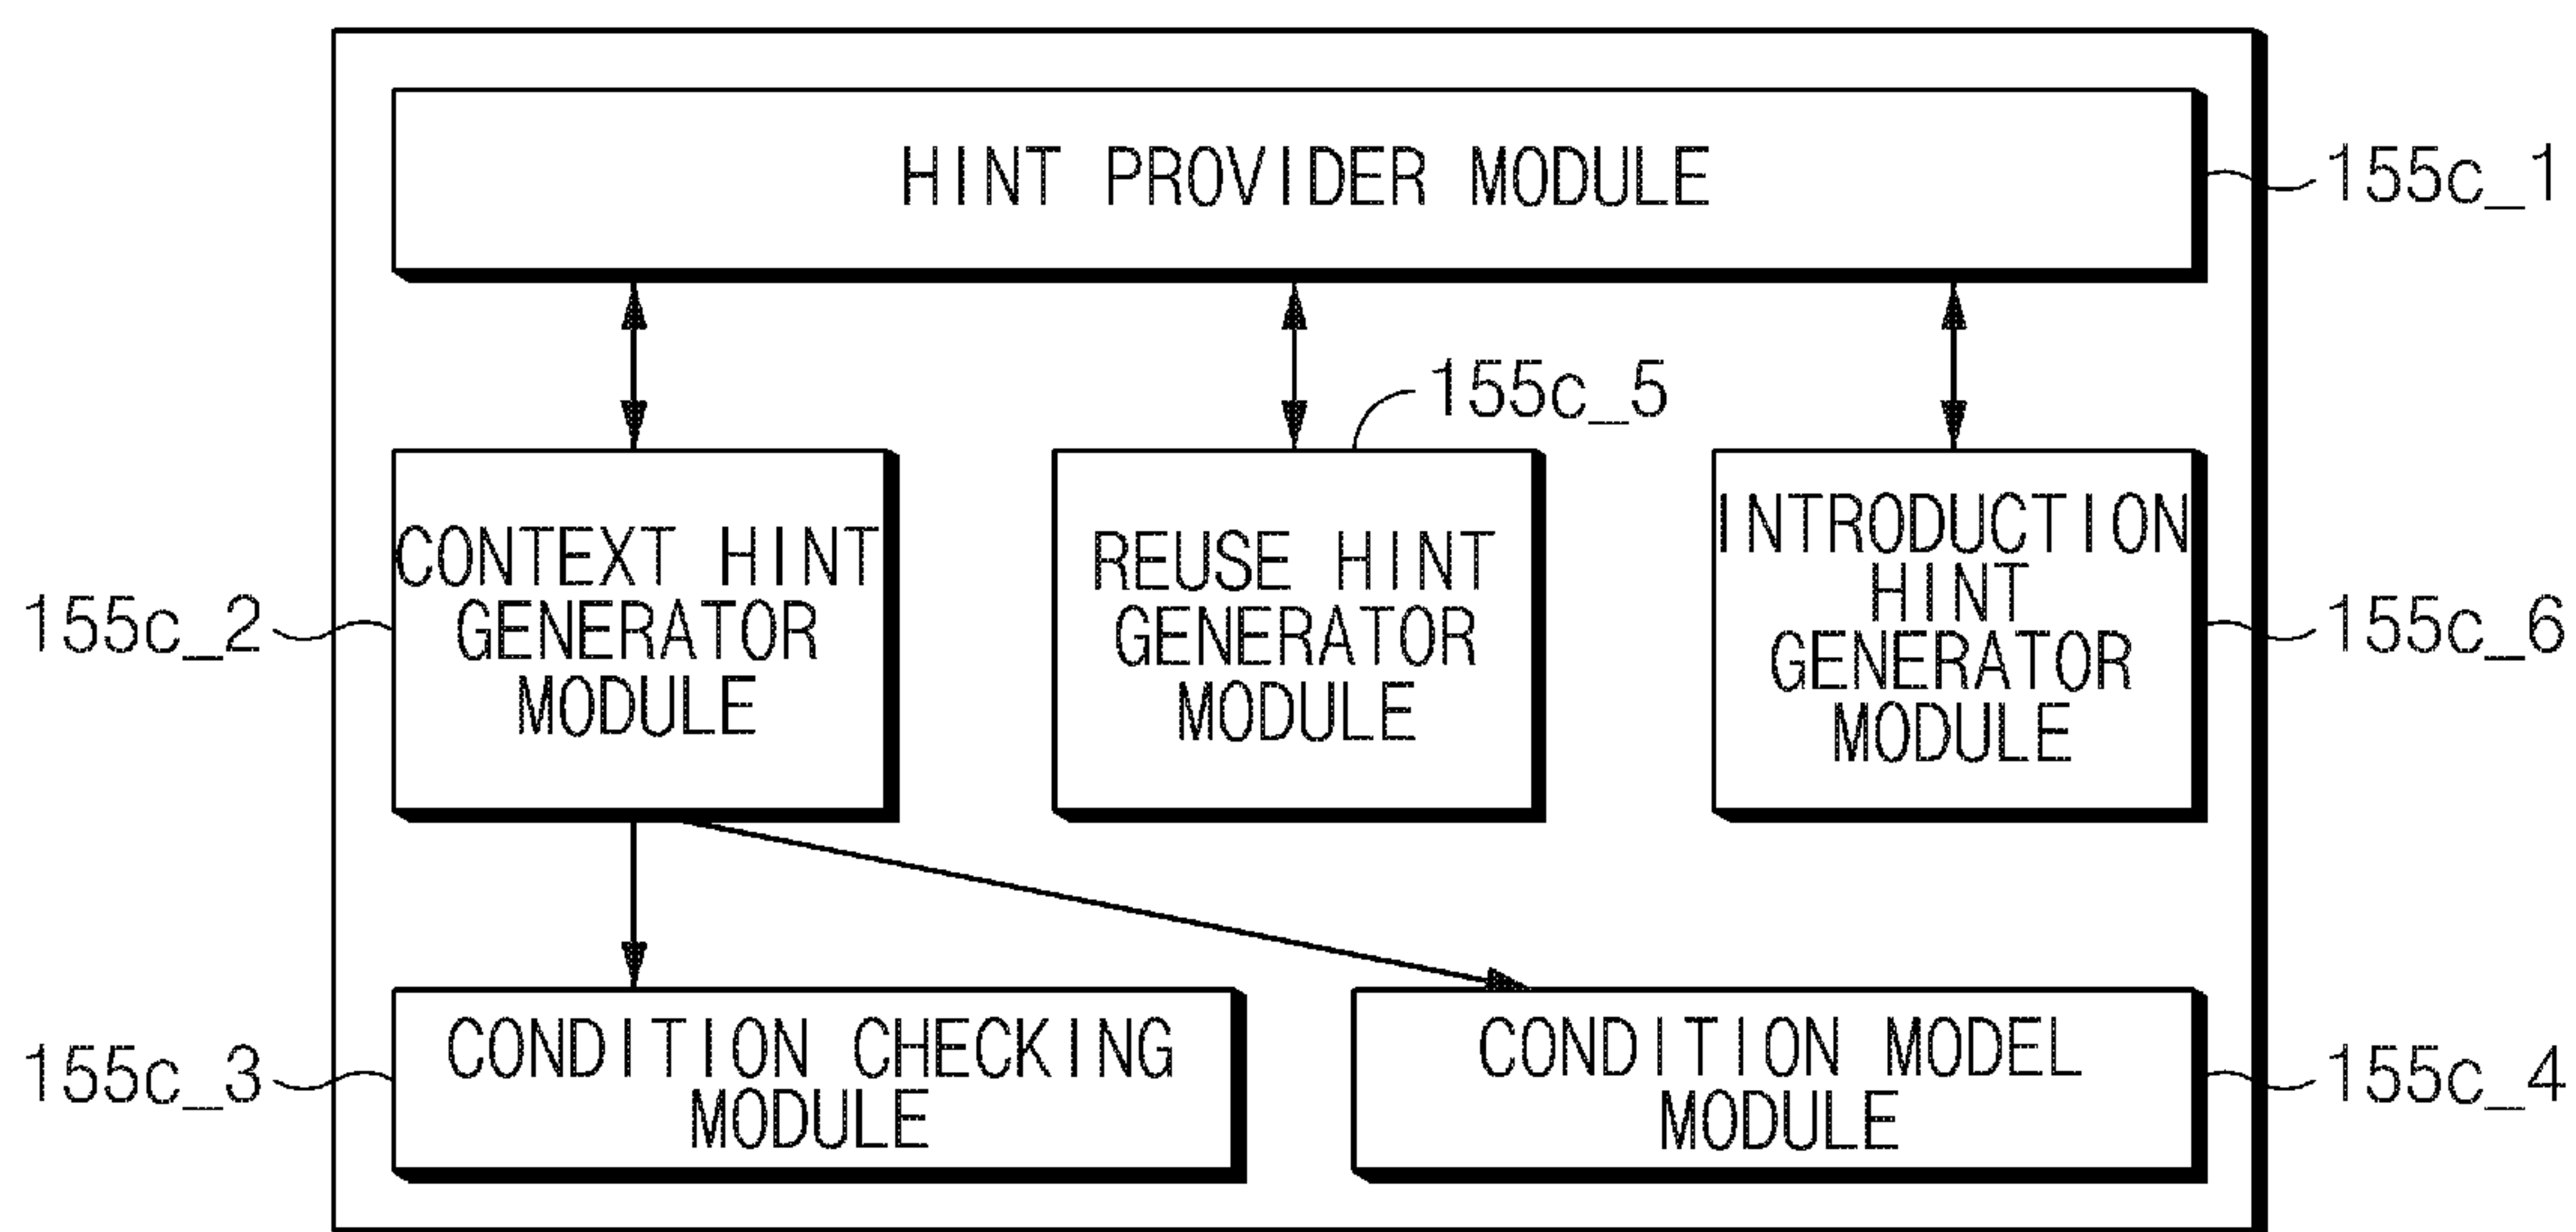 HINT PROVIDER MODULE
155c_1
155c_5
CONTEXT HINT
GENERATOR
MODULE
155c_2
REUSE HINT
GENERATOR
MODULE
INTRODUCTION
HINT
GENERATOR
MODULE
155c_6
CONDITION CHECKING
MODULE
155c_3
CONDITION MODEL
MODULE
155c_4